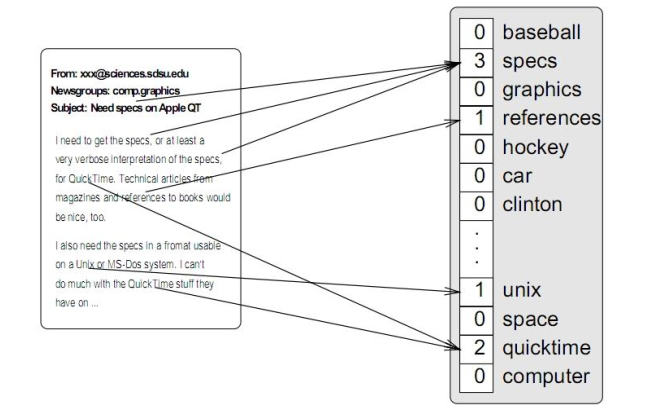 From: xxx@sciences.sdsu.edu
Newsgroups: comp.graphics
Subject: Need specs on Apple QT
I need to get the specs, or at least a
very verbose interpretation of the specs,
for QuickTime. Technical articles from
magazines and references to books would
be nice, too.
I also need the specs in a fromat usable
on a Unix or MS-Dos system. I can't
do much with the QuickTime stuff they
have on ...
0 baseball
3 specs
0 graphics
1 references
0 hockey
0 car
0 clinton
.
.
.
1 unix
0 space
2 quicktime
0 computer